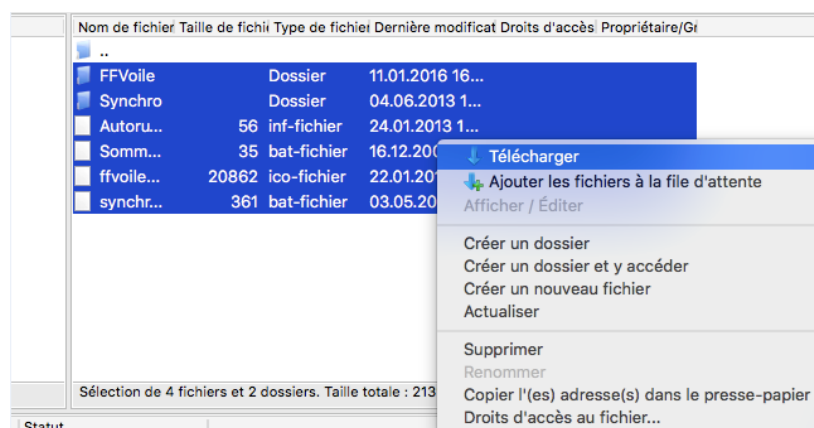 Nom de fichier Taille de fichi Type de fichier Dernière modificat Droits d'accès Propriétaire/Gr
..
FFVoile Dossier 11.01.2016 16...
Synchro Dossier 04.06.2013 1...
Autoru... 56 inf-fichier 24.01.2013 1...
Somm... 35 bat-fichier 16.12.20
ffvoile... 20862 ico-fichier 22.01.201
synchr... 361 bat-fichier 03.05.20
Télécharger
Ajouter les fichiers à la file d'attente
Afficher / Éditer
Créer un dossier
Créer un dossier et y accéder
Créer un nouveau fichier
Actualiser
Supprimer
Renommer
Copier l'(es) adresse(s) dans le presse-papier
Droits d'accès au fichier...
Sélection de 4 fichiers et 2 dossiers. Taille totale : 213
Statut